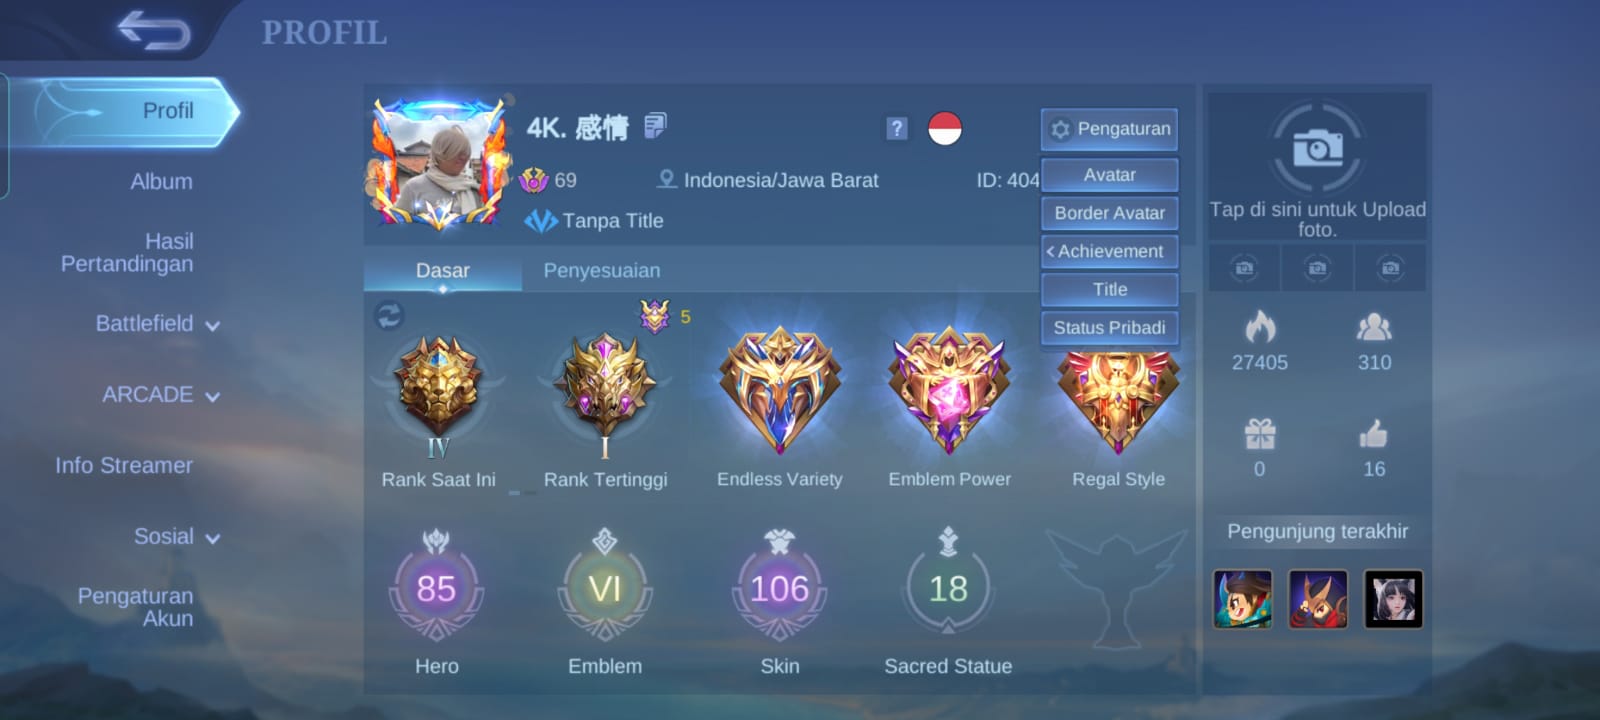 PROFIL
Profil
Album
Hasil
Pertandingan
Battlefield
ARCADE
Info Streamer
Sosial
Pengaturan
Akun
4K. 感情
?
69
Indonesia/Jawa Barat
ID: 404
Tanpa Title
Pengaturan
Avatar
Border Avatar
Achievement
Title
Status Pribadi
Dasar
Penyesuaian
5
IV
I
Rank Saat Ini
Rank Tertinggi
Endless Variety
Emblem Power
Regal Style
85
VI
106
18
Hero
Emblem
Skin
Sacred Statue
Tap di sini untuk Upload
foto.
27405
310
0
16
Pengunjung terakhir